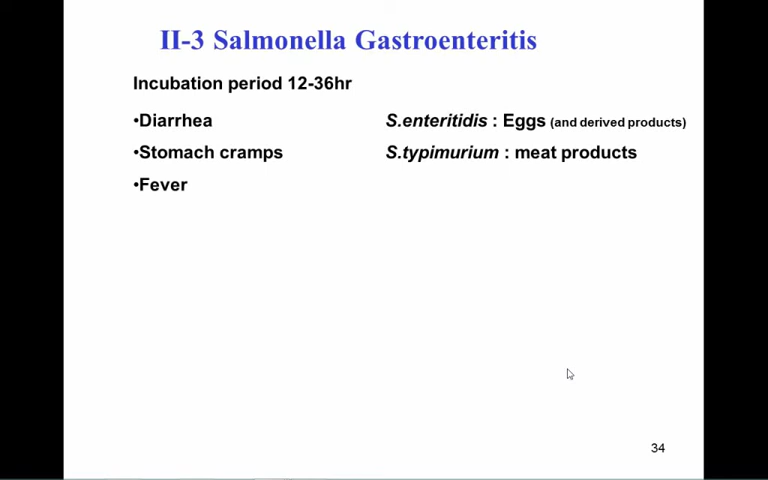 II-3 Salmonella Gastroenteritis
Incubation period 12-36hr
•Diarrhea
•Stomach cramps
•Fever
S.enteritidis : Eggs (and derived products)
S.typimurium : meat products
34